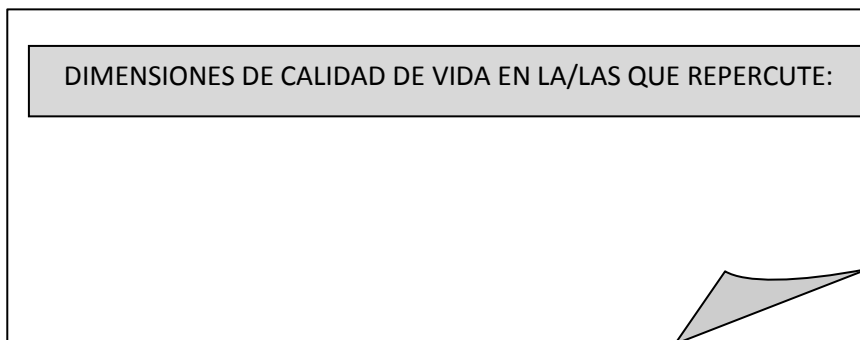 DIMENSIONES DE CALIDAD DE VIDA EN LA/LAS QUE REPERCUTE: